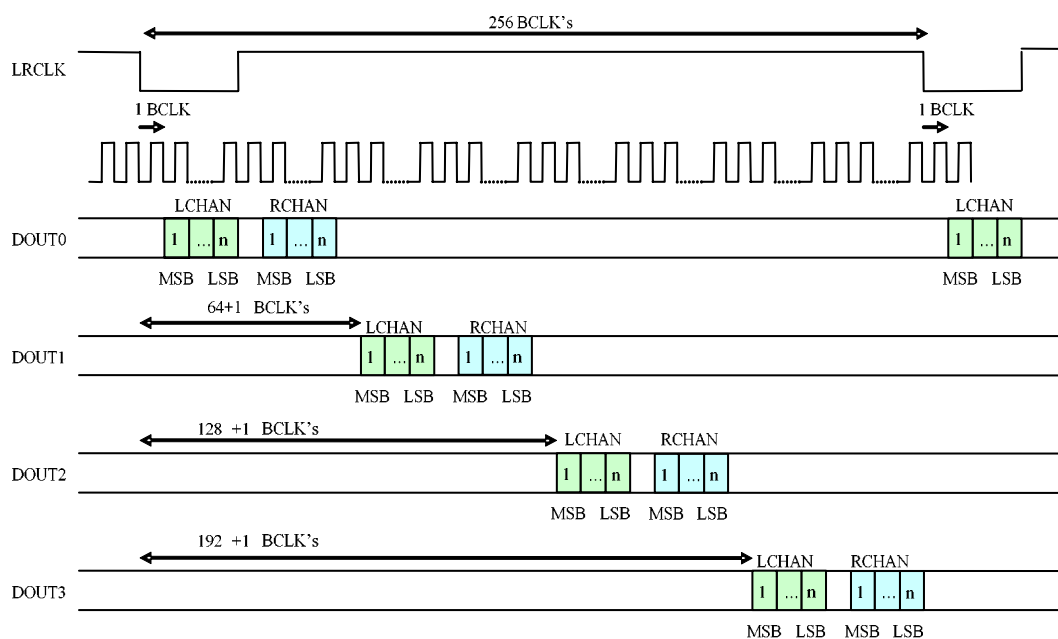 256 BCLK's
LRCLK
1 BCLK 1 BCLK
LCHAN RCHAN LCHAN
DOUT0 1 ... n 1 ... n 1 ... n
MSB LSB MSB LSB MSB LSB
64+1 BCLK's
LCHAN RCHAN
DOUT1 1 ... n 1 ... n
MSB LSB MSB LSB
128 +1 BCLK's
LCHAN RCHAN
DOUT2 1 ... n 1 ... n
MSB LSB MSB LSB
192 +1 BCLK's
LCHAN RCHAN
DOUT3 1 ... n 1 ... n
MSB LSB MSB LSB